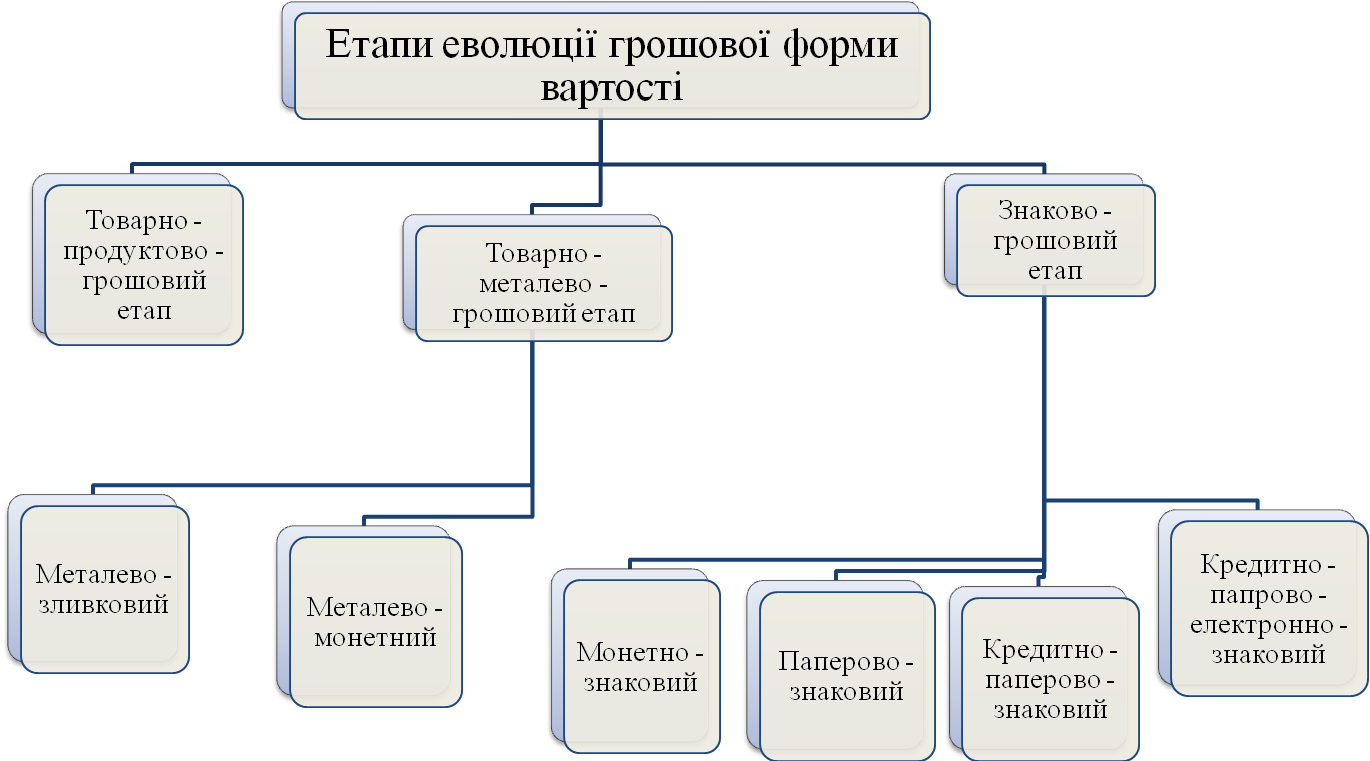 Етапи еволюції грошової форми
вартості
Товарно -
продуктово -
грошовий
етап
Товарно -
металево -
грошовий етап
Знаково -
грошовий
етап
Металево -
зливковий
Металево -
монетний
Монетно -
знаковий
Паперово -
знаковий
Кредитно -
паперово -
знаковий
Кредитно -
папрово -
електронно -
знаковий